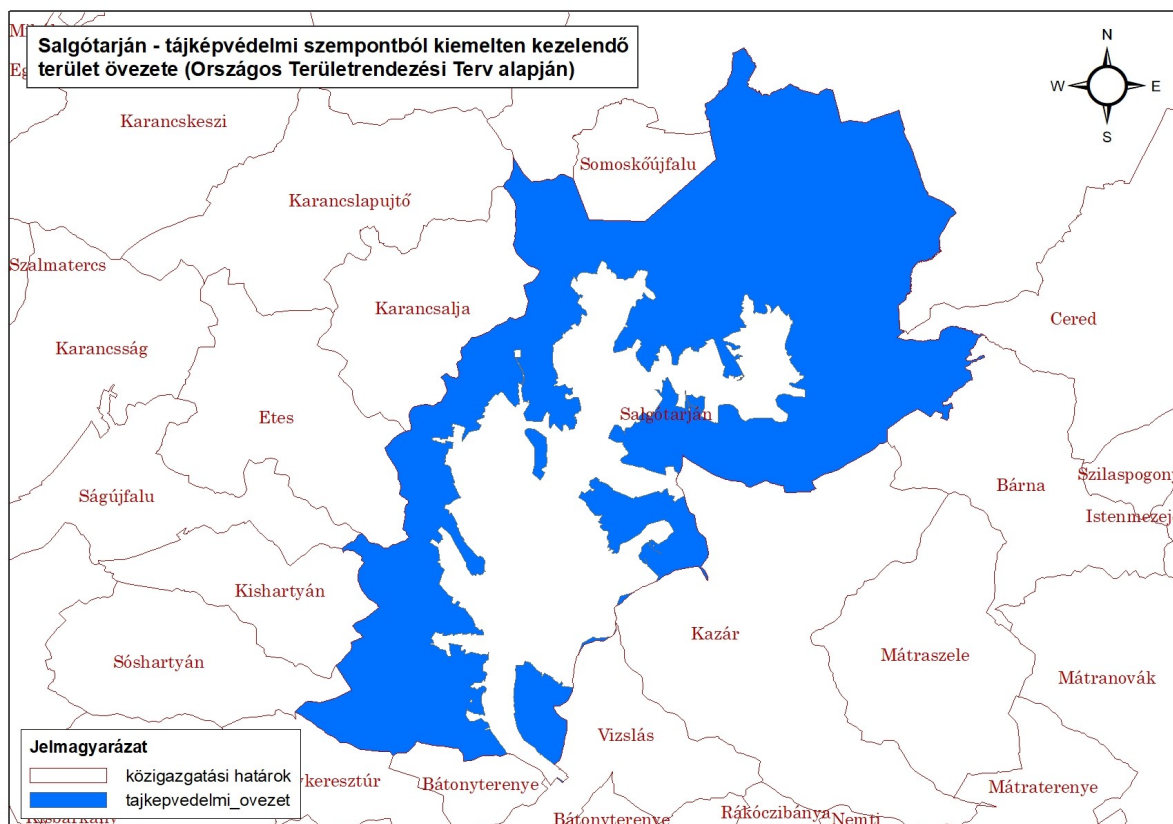 Salgótarján - tájképvédelmi szempontból kiemelten kezelendő
terület övezete (Országos Területrendezési Terv alapján)
N
W
E
S
Karancskeszi
Somoskőújfalu
Karancslapujtő
Szalmatercs
Karancsalja
Cered
Karancsság
Etes
Salgótarján
Szilaspogony
Bárna
Ságújfalu
Istenmezeje
Kishartyán
Kazár
Sóshartyán
Mátraszele
Mátranovák
Vizslás
Jelmagyarázat
közigazgatási határok
tajkepvedelmi_ovezet
keresztúr
Bátonyterenye
Mátraterenye
Rákóczibánya
Nemti
Bátonyterenye